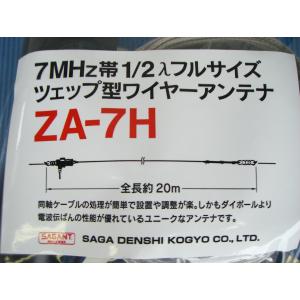 7MHz帯1/2λフルサイズ
ツェップ型ワイヤーアンテナ
ZA-7H
全長約20m
同軸ケーブルの処理が簡単で設置や調整が楽。しかもダイポールより
電波伝ぱんの性能が優れているユニークなアンテナです。
SAGANT
SAGA DENSHI KOGYO CO., LTD.